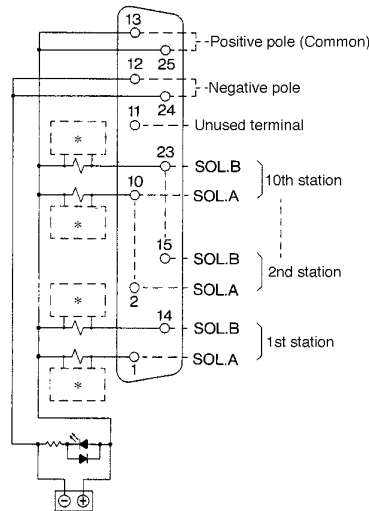 13
Positive pole (Common)
25
12
Negative pole
24
11
Unused terminal
23
*
SOL.B
10th station
10
SOL.A
*
15
SOL.B
2nd station
SOL.A
2
*
14
SOL.B
1st station
SOL.A
1
*
⊖ ⊕